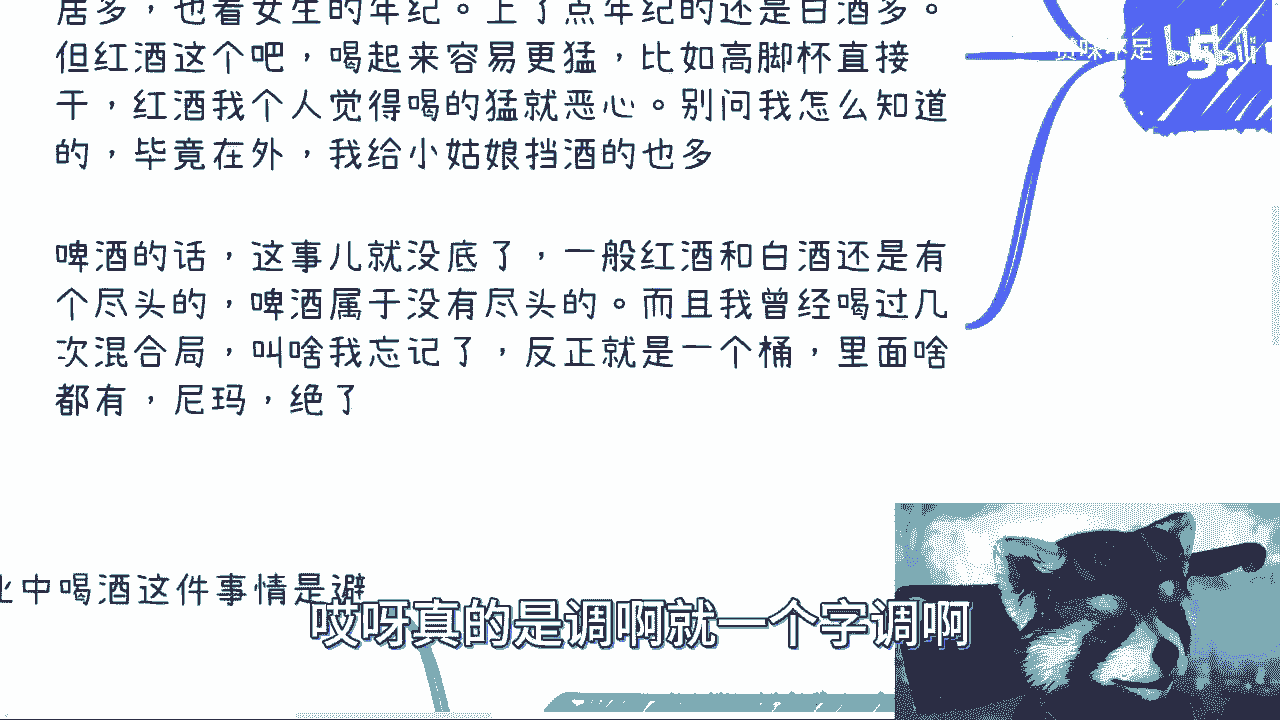 居多，也看女生的年纪。上了点年纪的还是白酒多。
但红酒这个吧，喝起来容易更猛，比如高脚杯直接
干，红酒我个人觉得喝的猛就恶心。别问我怎么知道
的，毕竟在外，我给小姑娘挡酒的也多
啤酒的话，这事儿就没底了，一般红酒和白酒还是有
个尽头的，啤酒属于没有尽头的。而且我曾经喝过几
次混合局，叫啥我忘记了，反正就是一个桶，里面啥
都有，尼玛，绝了
5.
bilibili
业中喝酒这件事情是避
哎呀真的是调啊就一个字调啊